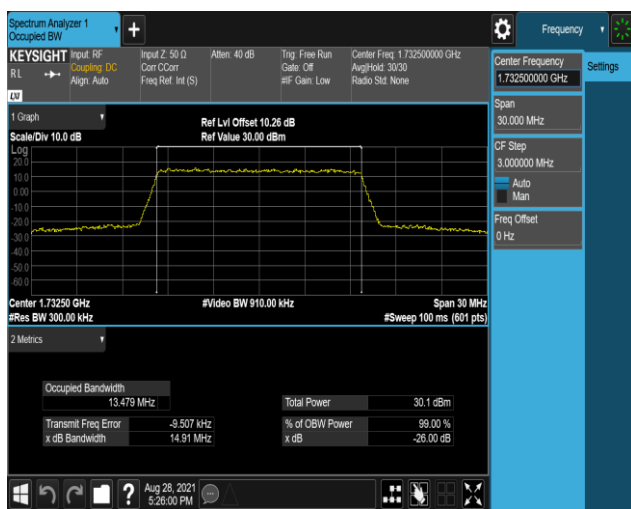 Spectrum Analyzer 1
Occupied BW
+
Frequency
KEYSIGHT
RL
Input: RF
Coupling: DC
Align: Auto
Input Z: 50 Ω
Corr CCorr
Freq Ref: Int (S)
Atten: 40 dB
Trig: Free Run
Gate: Off
#IF Gain: Low
Center Freq: 1.732500000 GHz
Avg|Hold: 30/30
Radio Std: None
LXI
1 Graph
Scale/Div 10.0 dB
Ref Lvl Offset 10.26 dB
Ref Value 30.00 dBm
Log
20.0
10.0
0.00
-10.0
-20.0
-30.0
-40.0
-50.0
-60.0
Center 1.73250 GHz
#Video BW 910.00 kHz
Span 30 MHz
#Res BW 300.00 kHz
#Sweep 100 ms (601 pts)
2 Metrics
Occupied Bandwidth
13.479 MHz
Total Power 30.1 dBm
Transmit Freq Error -9.507 kHz
% of OBW Power 99.00 %
x dB Bandwidth 14.91 MHz
x dB -26.00 dB
Center Frequency
1.732500000 GHz
Settings
Span
30.000 MHz
CF Step
3.000000 MHz
Auto
Man
Freq Offset
0 Hz
?
Aug 28, 2021
5:26:00 PM